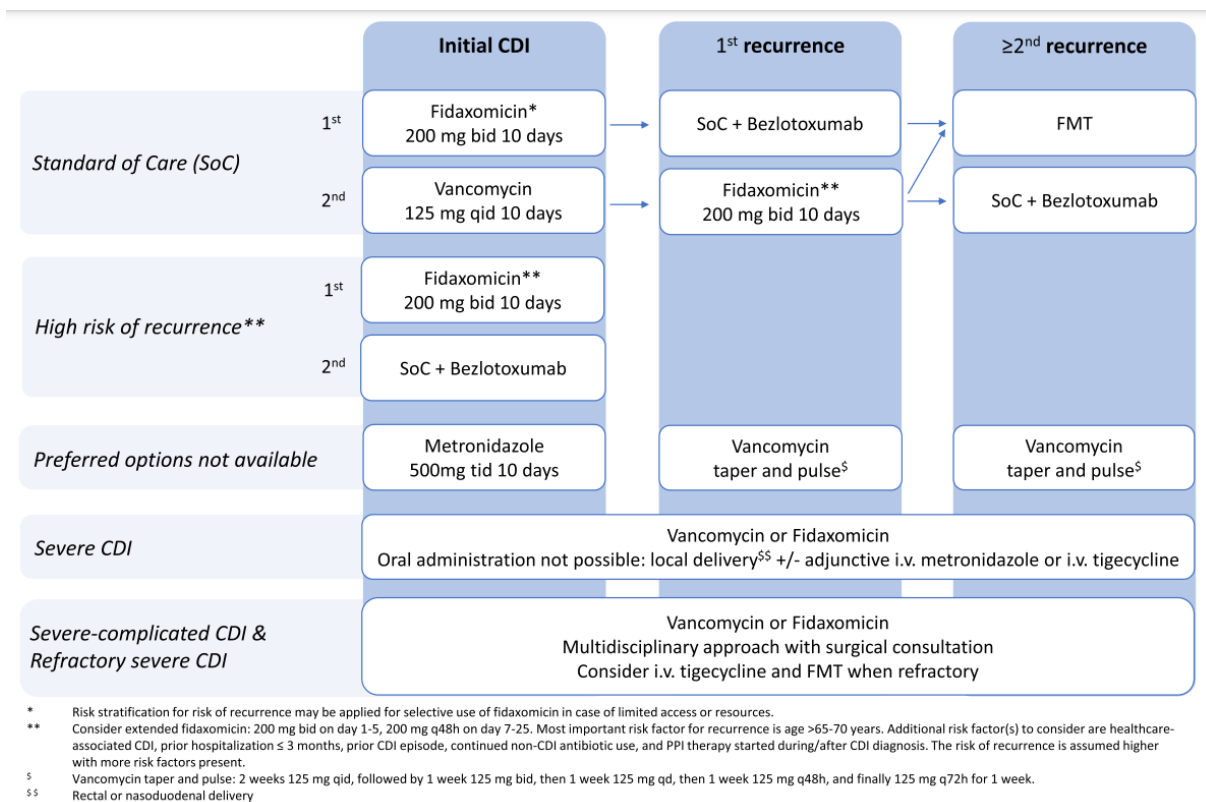 Initial CDI
1st recurrence
≥2nd recurrence
Standard of Care (SoC)
1st
Fidaxomicin*
200 mg bid 10 days
SoC + Bezlotoxumab
FMT
2nd
Vancomycin
125 mg qid 10 days
Fidaxomicin**
200 mg bid 10 days
SoC + Bezlotoxumab
High risk of recurrence**
1st
Fidaxomicin**
200 mg bid 10 days
2nd
SoC + Bezlotoxumab
Preferred options not available
Metronidazole
500mg tid 10 days
Vancomycin
taper and pulse$
Vancomycin
taper and pulse$
Severe CDI
Vancomycin or Fidaxomicin
Oral administration not possible: local delivery$$ +/- adjunctive i.v. metronidazole or i.v. tigecycline
Severe-complicated CDI &
Refractory severe CDI
Vancomycin or Fidaxomicin
Multidisciplinary approach with surgical consultation
Consider i.v. tigecycline and FMT when refractory
* Risk stratification for risk of recurrence may be applied for selective use of fidaxomicin in case of limited access or resources.
** Consider extended fidaxomicin: 200 mg bid on day 1-5, 200 mg q48h on day 7-25. Most important risk factor for recurrence is age >65-70 years. Additional risk factor(s) to consider are healthcare-
associated CDI, prior hospitalization ≤ 3 months, prior CDI episode, continued non-CDI antibiotic use, and PPI therapy started during/after CDI diagnosis. The risk of recurrence is assumed higher
with more risk factors present.
$ Vancomycin taper and pulse: 2 weeks 125 mg qid, followed by 1 week 125 mg bid, then 1 week 125 mg qd, then 1 week 125 mg q48h, and finally 125 mg q72h for 1 week.
$$ Rectal or nasoduodenal delivery